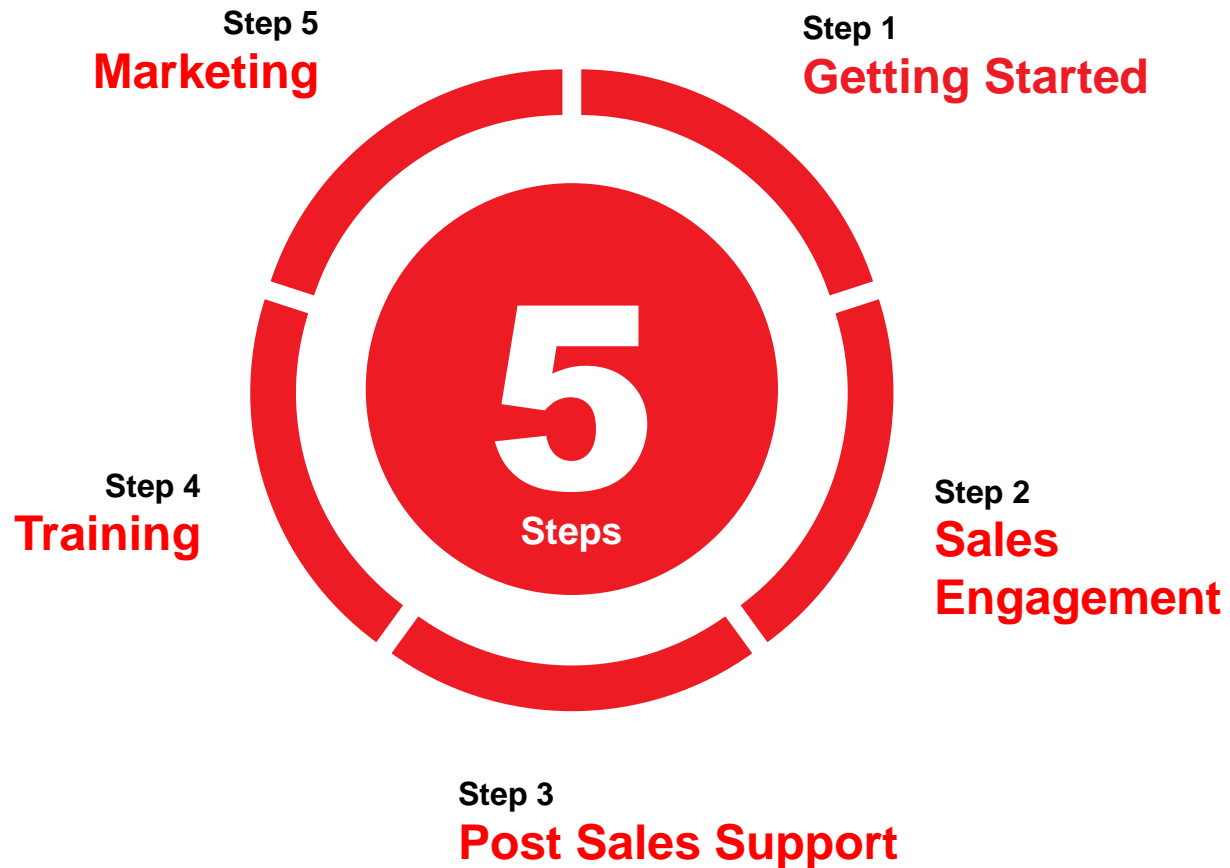 Step 1
Getting Started
Step 2
Sales
Engagement
Step 3
Post Sales Support
Step 4
Training
Step 5
Marketing
5
Steps